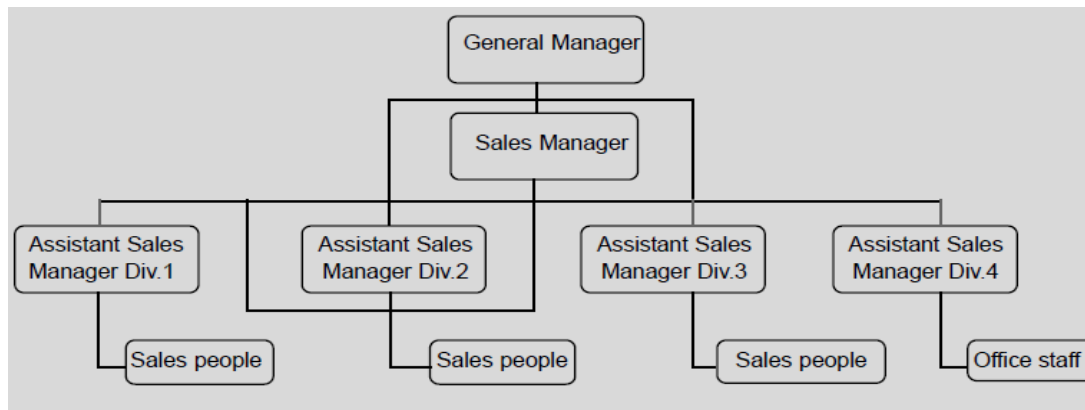 General Manager
Sales Manager
Assistant Sales
Manager Div.1
Assistant Sales
Manager Div.2
Assistant Sales
Manager Div.3
Assistant Sales
Manager Div.4
Sales people
Sales people
Sales people
Office staff